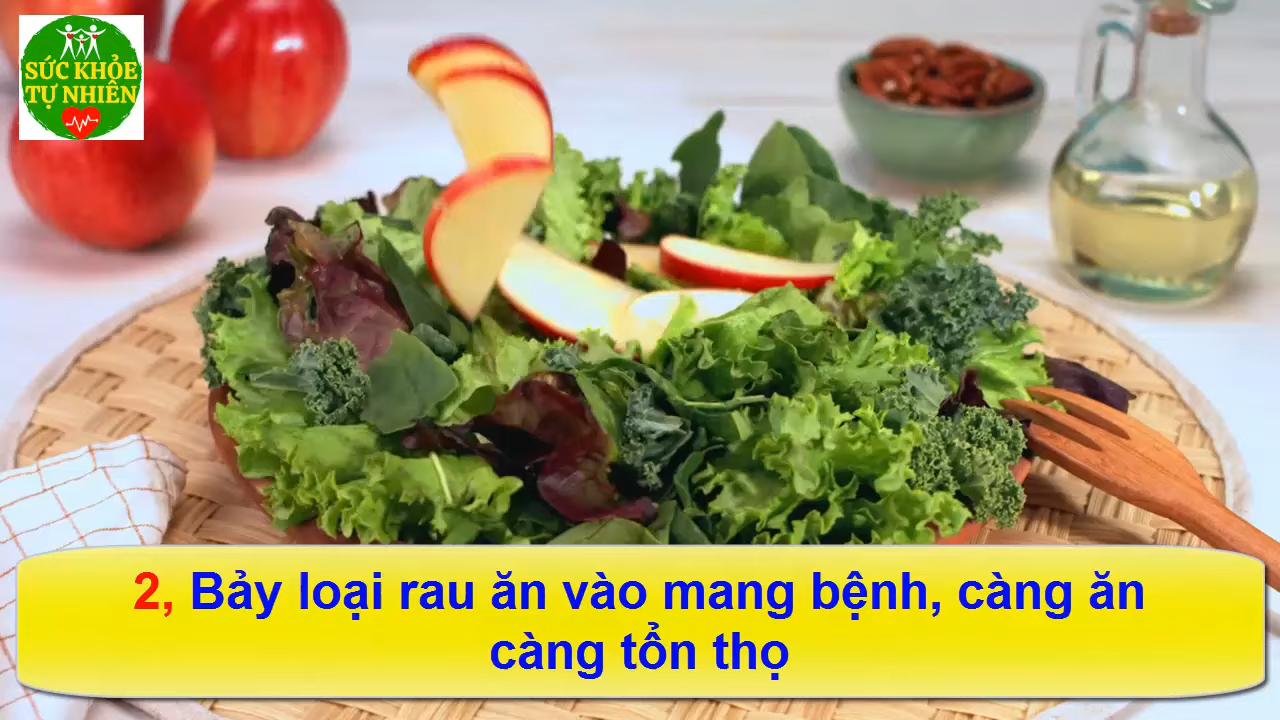 SỨC KHỎE
TỰ NHIÊN
2, Bảy loại rau ăn vào mang bệnh, càng ăn
càng tổn thọ